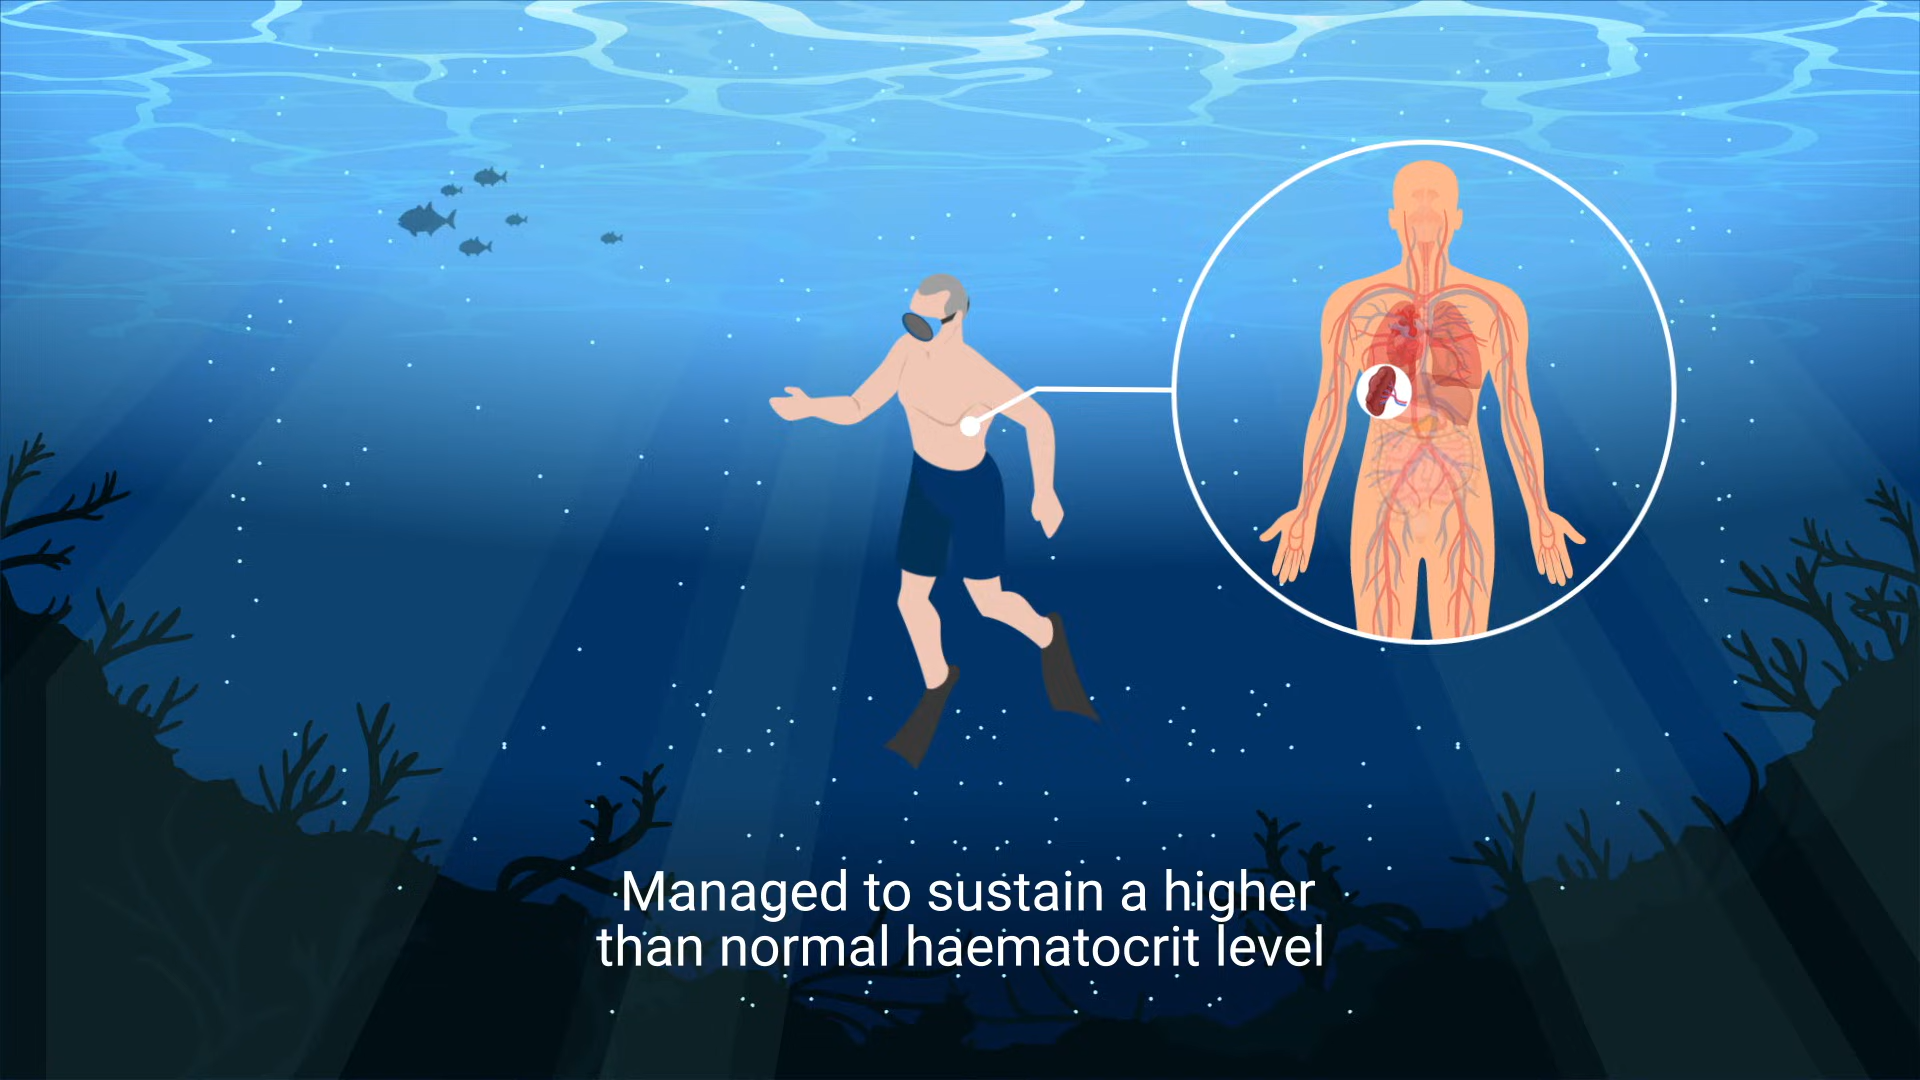 Managed to sustain a higher
than normal haematocrit level